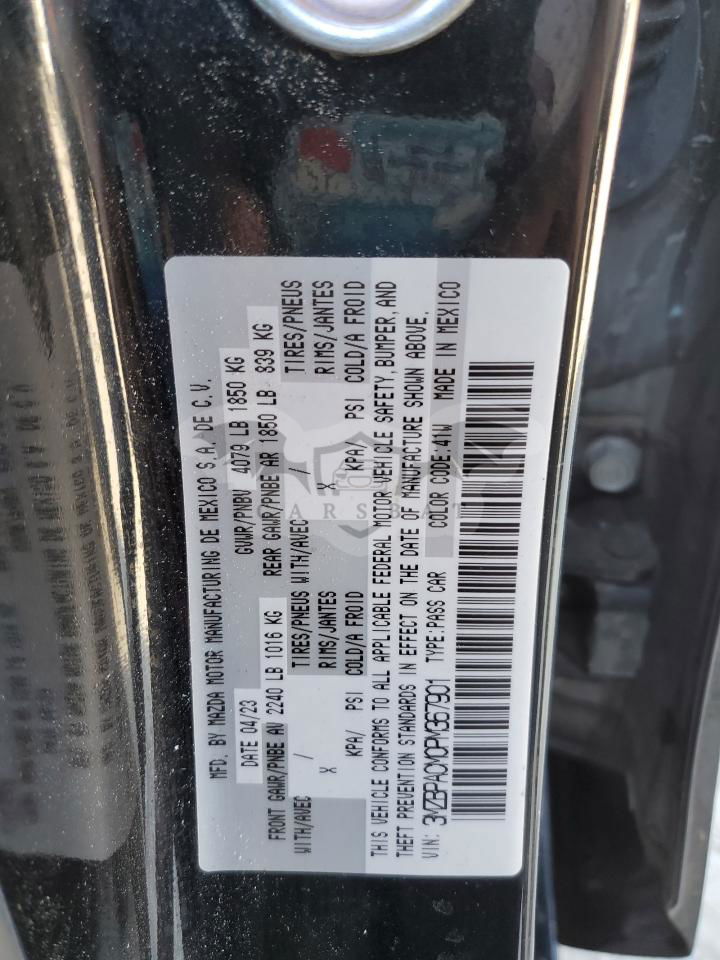 MFD. BY MAZDA MOTOR MANUFACTURING DE MEXICO S.A. DE C.V.
DATE 04/23 GVWR/PNBV 4079 LB 1850 KG
FRONT GAWR/PNBE AV 2240 LB 1016 KG REAR GAWR/PNBE AR 1850 LB 839 KG
WITH/AVEC / TIRES/PNEUS WITH/AVEC / TIRES/PNEUS
X RIMS/JANTES X RIMS/JANTES
KPA/ PSI COLD/A FROID KPA/ PSI COLD/A FROID
THIS VEHICLE CONFORMS TO ALL APPLICABLE FEDERAL MOTOR VEHICLE SAFETY, BUMPER, AND
THEFT PREVENTION STANDARDS IN EFFECT ON THE DATE OF MANUFACTURE SHOWN ABOVE.
VIN: 3MZBPACM0PM367901 TYPE:PASS CAR COLOR CODE:41W MADE IN MEXICO
CARSBAT